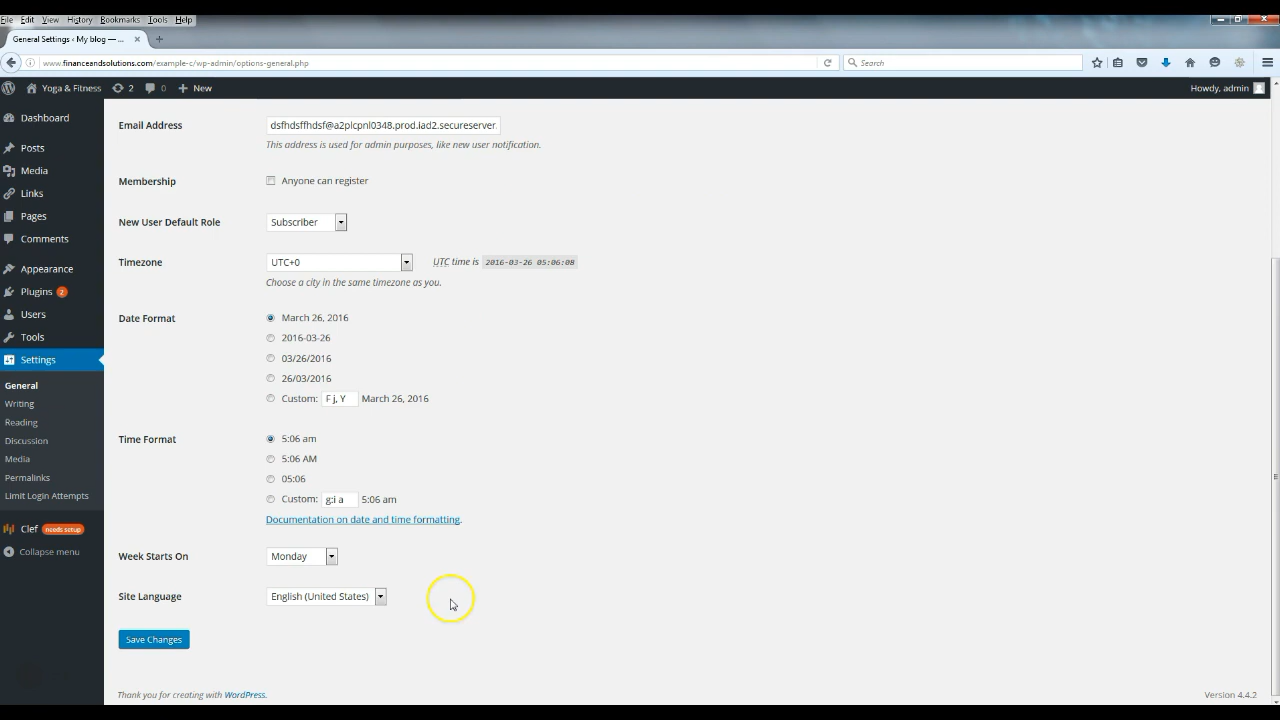 File Edit View History Bookmarks Tools Help
General Settings ‹ My blog — ...
www.financeandsolutions.com/example-c/wp-admin/options-general.php
Search
Yoga & Fitness 2 0 New
Howdy, admin
Dashboard
Posts
Media
Links
Pages
Comments
Appearance
Plugins 2
Users
Tools
Settings
General
Writing
Reading
Discussion
Media
Permalinks
Limit Login Attempts
Clef needs setup
Collapse menu
Email Address
dsfhdsffhdsf@a2plcpnl0348.prod.iad2.secureserver.
This address is used for admin purposes, like new user notification.
Membership
Anyone can register
New User Default Role
Subscriber
Timezone
UTC+0
UTC time is 2016-03-26 05:06:08
Choose a city in the same timezone as you.
Date Format
March 26, 2016
2016-03-26
03/26/2016
26/03/2016
Custom: F j, Y March 26, 2016
Time Format
5:06 am
5:06 AM
05:06
Custom: g:i a 5:06 am
Documentation on date and time formatting.
Week Starts On
Monday
Site Language
English (United States)
Save Changes
Thank you for creating with WordPress.
Version 4.4.2